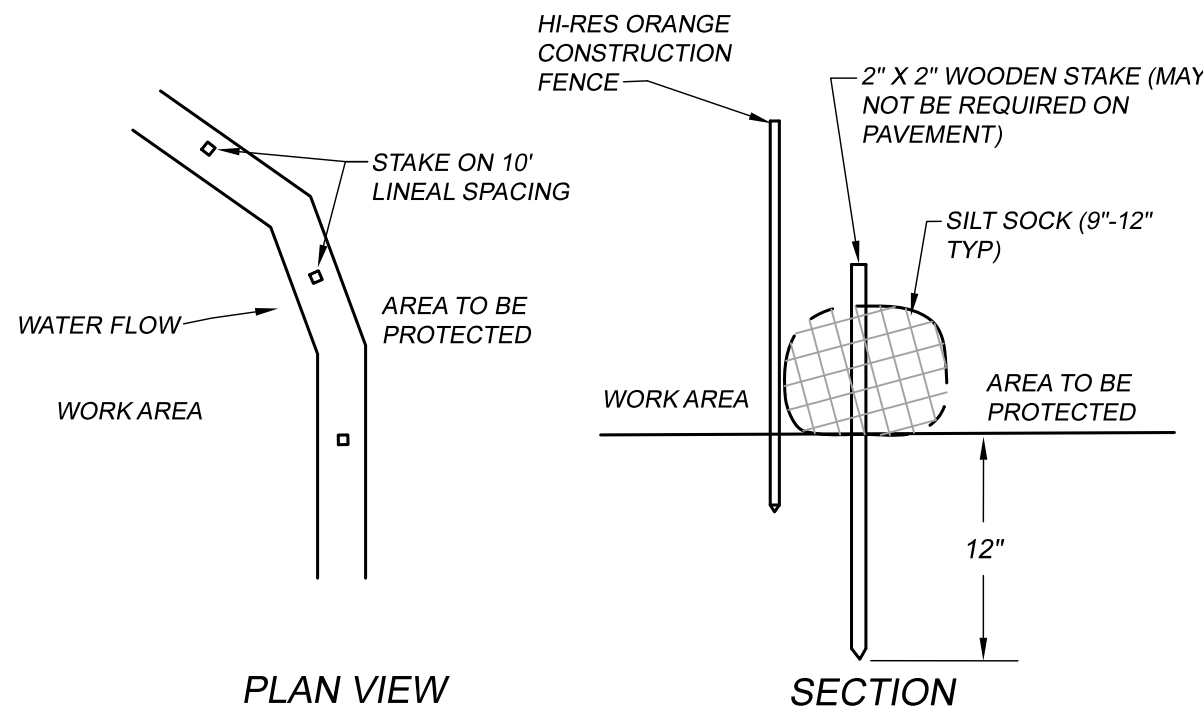 HI-RES ORANGE
CONSTRUCTION
FENCE
2" X 2" WOODEN STAKE (MAY
NOT BE REQUIRED ON
PAVEMENT)
STAKE ON 10'
LINEAL SPACING
SILT SOCK (9"-12"
TYP)
WATER FLOW
AREA TO BE
PROTECTED
WORK AREA
WORK AREA
AREA TO BE
PROTECTED
12"
PLAN VIEW
SECTION